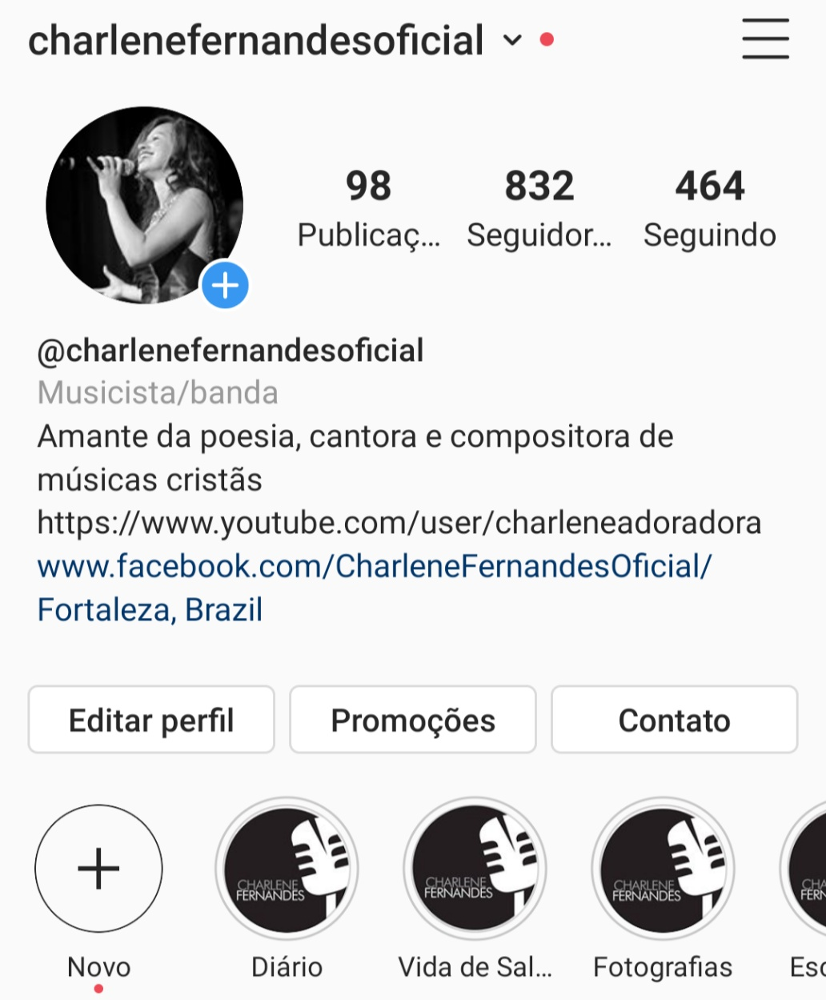 charlenefernandesoficial
98 832 464
Publicaç... Seguidor... Seguindo
@charlenefernandesoficial
Musicista/banda
Amante da poesia, cantora e compositora de
músicas cristãs
https://www.youtube.com/user/charleneadoradora
www.facebook.com/CharleneFernandesOficial/
Fortaleza, Brazil
Editar perfil Promoções Contato
CHARLENE CHARLENE CHARLENE CHA
FERNANDES FERNANDES FERNANDES FERN
Novo Diário Vida de Sal... Fotografias Esc